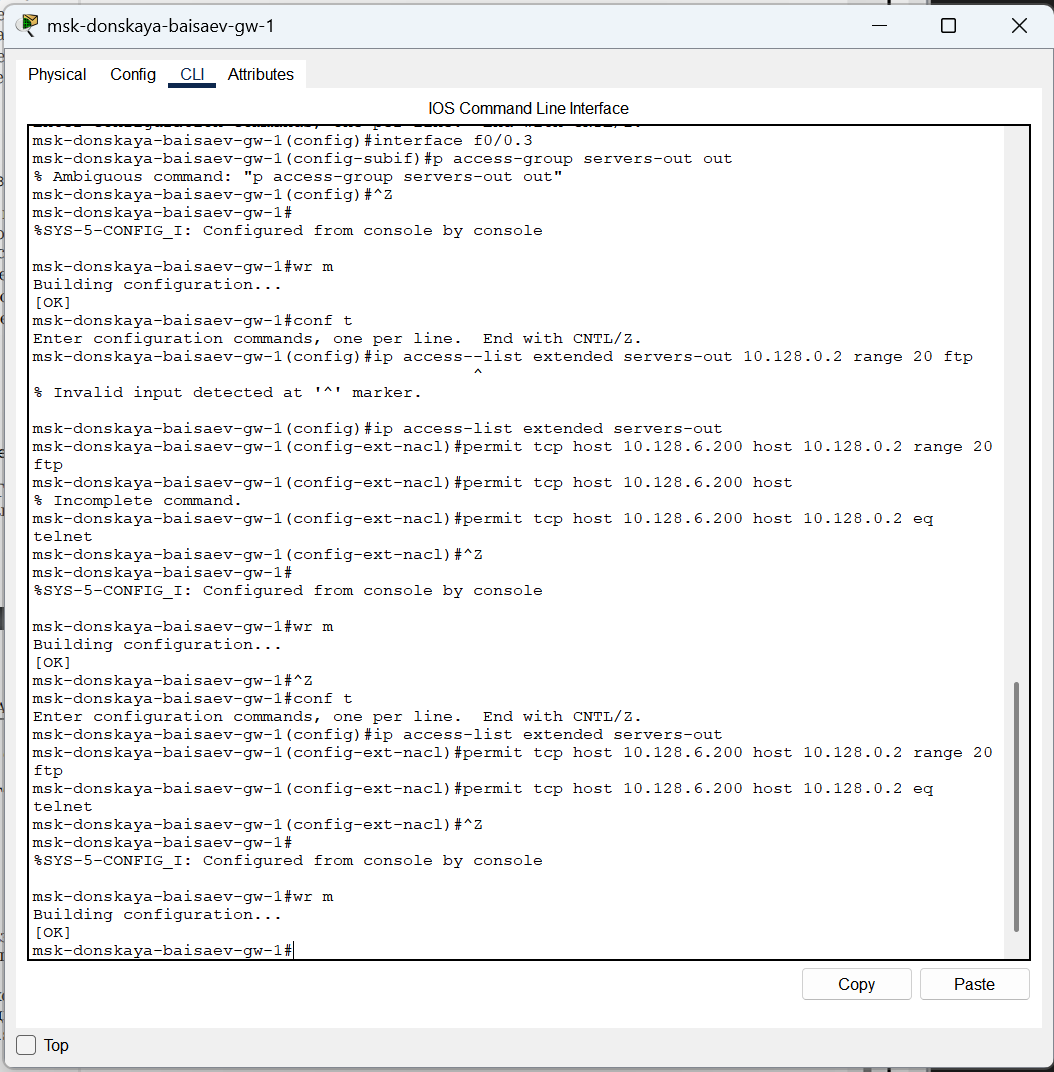 msk-donskaya-baisaev-gw-1
Physical Config CLI Attributes
IOS Command Line Interface
msk-donskaya-baisaev-gw-1(config)#interface f0/0.3
msk-donskaya-baisaev-gw-1(config-subif)#p access-group servers-out out
% Ambiguous command: "p access-group servers-out out"
msk-donskaya-baisaev-gw-1(config)#^Z
msk-donskaya-baisaev-gw-1#
%SYS-5-CONFIG_I: Configured from console by console
msk-donskaya-baisaev-gw-1#wr m
Building configuration...
[OK]
msk-donskaya-baisaev-gw-1#conf t
Enter configuration commands, one per line.  End with CNTL/Z.
msk-donskaya-baisaev-gw-1(config)#ip access--list extended servers-out 10.128.0.2 range 20 ftp
^
% Invalid input detected at '^' marker.
msk-donskaya-baisaev-gw-1(config)#ip access-list extended servers-out
msk-donskaya-baisaev-gw-1(config-ext-nacl)#permit tcp host 10.128.6.200 host 10.128.0.2 range 20
ftp
msk-donskaya-baisaev-gw-1(config-ext-nacl)#permit tcp host 10.128.6.200 host
% Incomplete command.
msk-donskaya-baisaev-gw-1(config-ext-nacl)#permit tcp host 10.128.6.200 host 10.128.0.2 eq
telnet
msk-donskaya-baisaev-gw-1(config-ext-nacl)#^Z
msk-donskaya-baisaev-gw-1#
%SYS-5-CONFIG_I: Configured from console by console
msk-donskaya-baisaev-gw-1#wr m
Building configuration...
[OK]
msk-donskaya-baisaev-gw-1#^Z
msk-donskaya-baisaev-gw-1#conf t
Enter configuration commands, one per line.  End with CNTL/Z.
msk-donskaya-baisaev-gw-1(config)#ip access-list extended servers-out
msk-donskaya-baisaev-gw-1(config-ext-nacl)#permit tcp host 10.128.6.200 host 10.128.0.2 range 20
ftp
msk-donskaya-baisaev-gw-1(config-ext-nacl)#permit tcp host 10.128.6.200 host 10.128.0.2 eq
telnet
msk-donskaya-baisaev-gw-1(config-ext-nacl)#^Z
msk-donskaya-baisaev-gw-1#
%SYS-5-CONFIG_I: Configured from console by console
msk-donskaya-baisaev-gw-1#wr m
Building configuration...
[OK]
msk-donskaya-baisaev-gw-1#
Copy Paste
Top